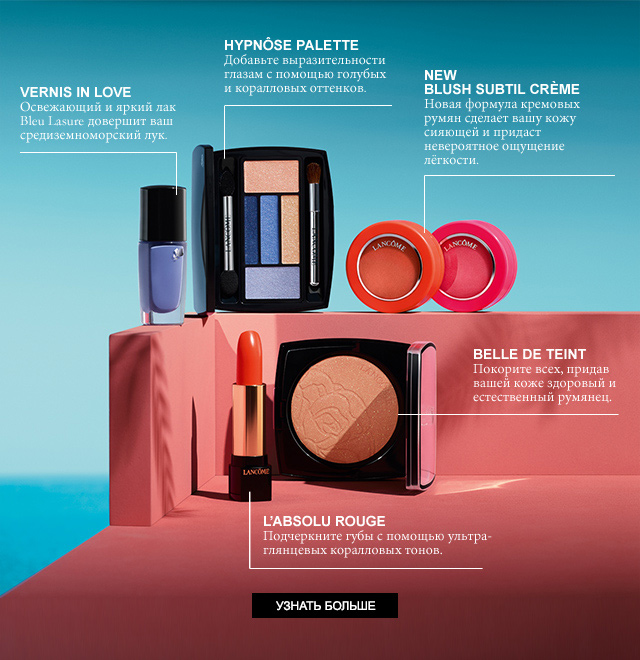 HYPNÔSE PALETTE
Добавьте выразительности
глазам с помощью голубых
и коралловых оттенков.
NEW
BLUSH SUBTIL CRÈME
Новая формула кремовых
румян сделает вашу кожу
сияющей и придаст
невероятное ощущение
лёгкости.
VERNIS IN LOVE
Освежающий и яркий лак
Bleu Lasure довершит ваш
средиземноморский лук.
LANCÔME
LANCÔME
BELLE DE TEINT
Покорите всех, придав
вашей коже здоровый и
естественный румянец.
LANCÔME
L'ABSOLU ROUGE
Подчеркните губы с помощью ультра-
глянцевых коралловых тонов.
УЗНАТЬ БОЛЬШЕ